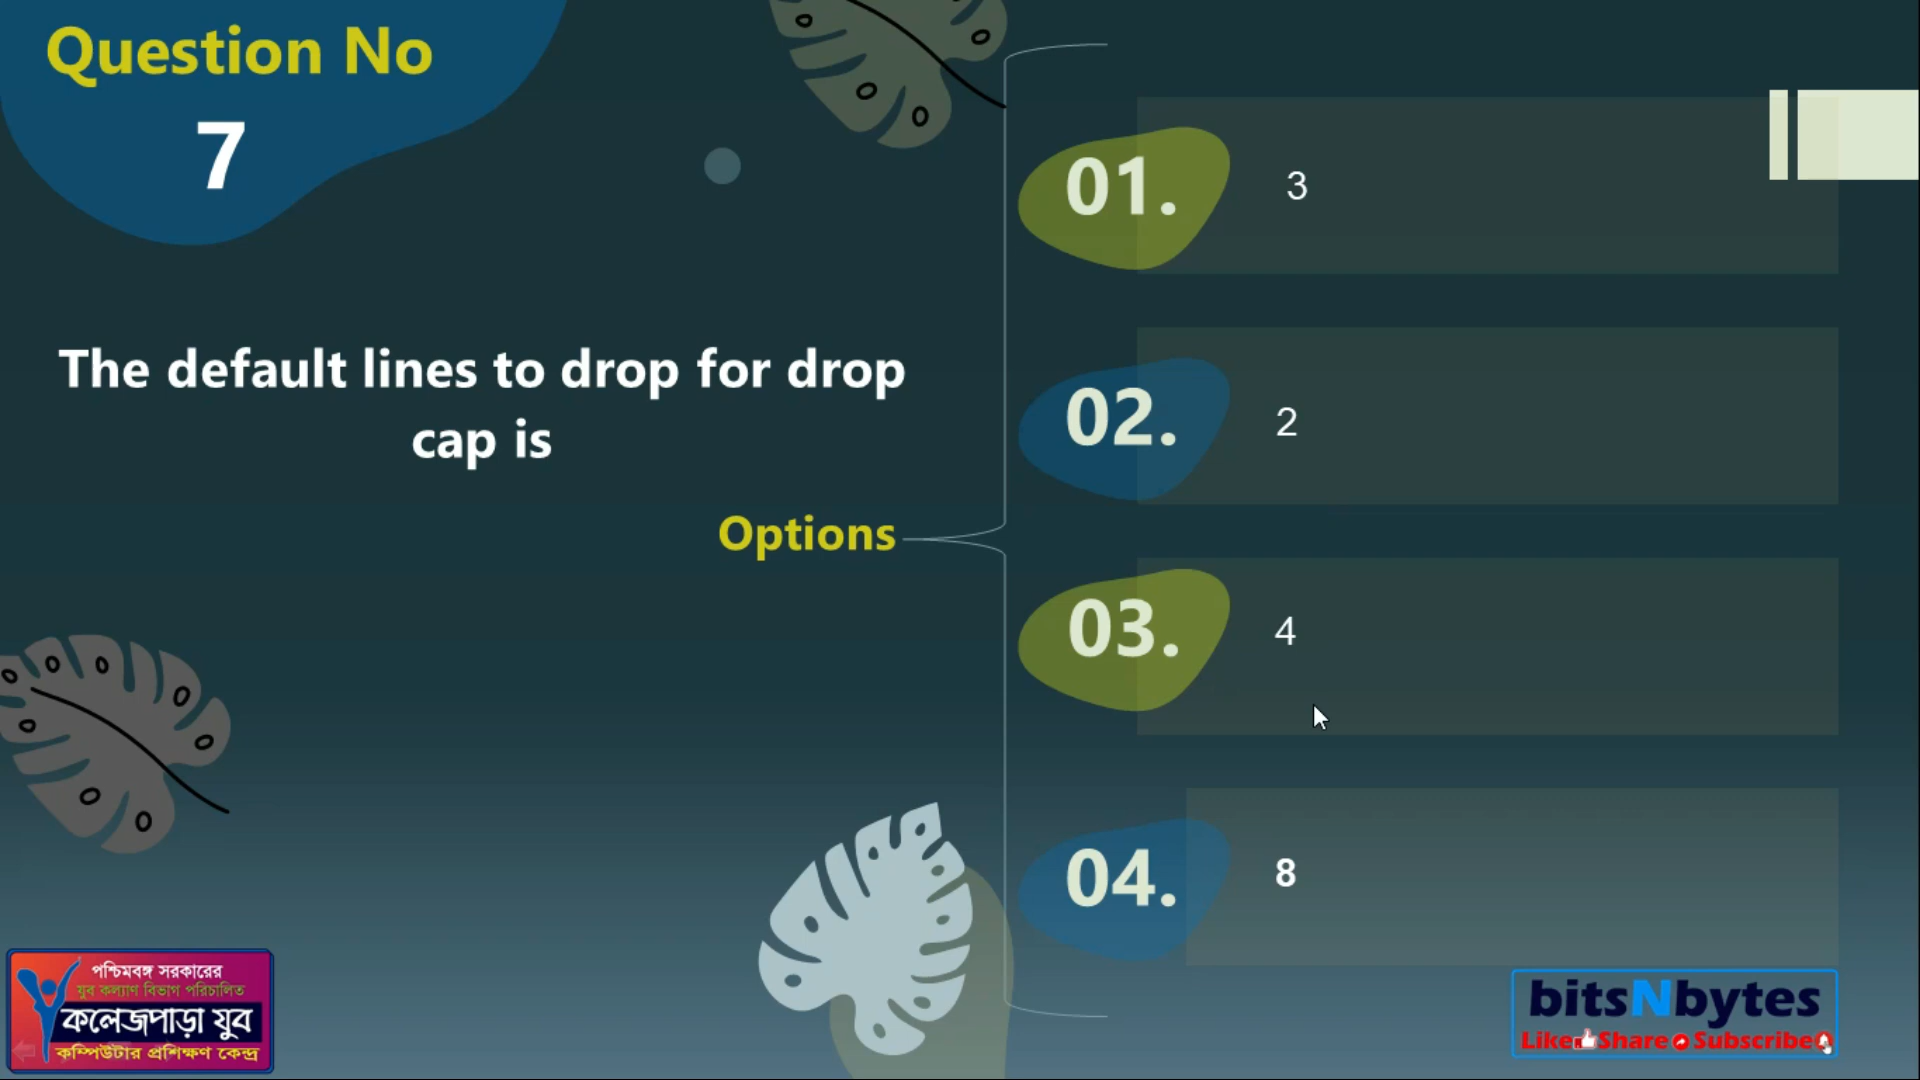 Question No
7
The default lines to drop for drop
cap is
Options
01.
3
02.
2
03.
4
04.
8
পশ্চিমবঙ্গ সরকারের
যুব কল্যাণ বিভাগ পরিচালিত
কলেজপাড়া যুব
কম্পিউটার প্রশিক্ষণ কেন্দ্র
bitsNbytes
Like Share Subscribe